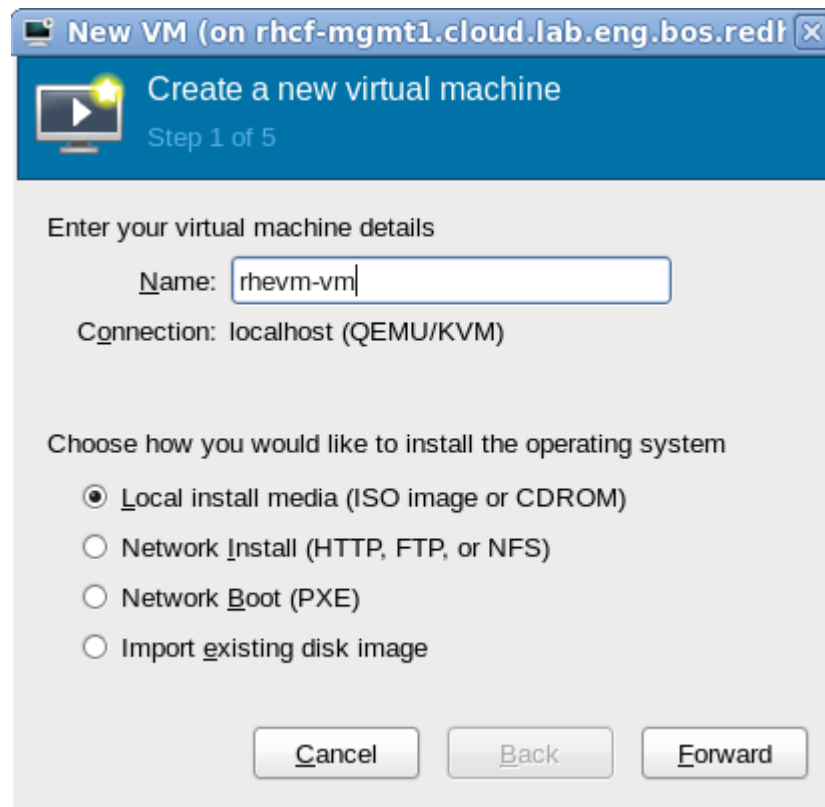 New VM (on rhcf-mgmt1.cloud.lab.eng.bos.redh
Create a new virtual machine
Step 1 of 5
Enter your virtual machine details
Name: rhevm-vm
Connection: localhost (QEMU/KVM)
Choose how you would like to install the operating system
Local install media (ISO image or CDROM)
Network Install (HTTP, FTP, or NFS)
Network Boot (PXE)
Import existing disk image
Cancel Back Forward